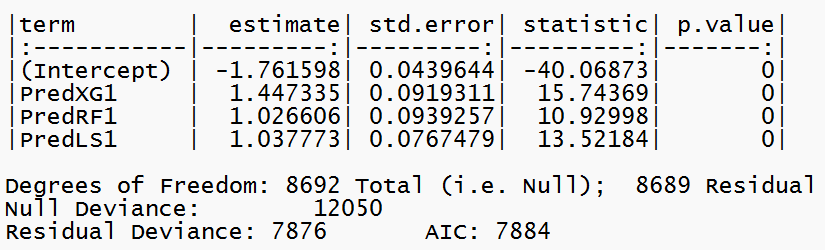 |term       |  estimate| std.error| statistic| p.value|
|:----------|---------:|---------:|---------:|-------:|
|(Intercept) | -1.761598| 0.0439644| -40.06873|       0|
|PredXG1     |  1.447335| 0.0919311|  15.74369|       0|
|PredRF1     |  1.026606| 0.0939257|  10.92998|       0|
|PredLS1     |  1.037773| 0.0767479|  13.52184|       0|
Degrees of Freedom: 8692 Total (i.e. Null);  8689 Residual
Null Deviance:       12050
Residual Deviance: 7876      AIC: 7884